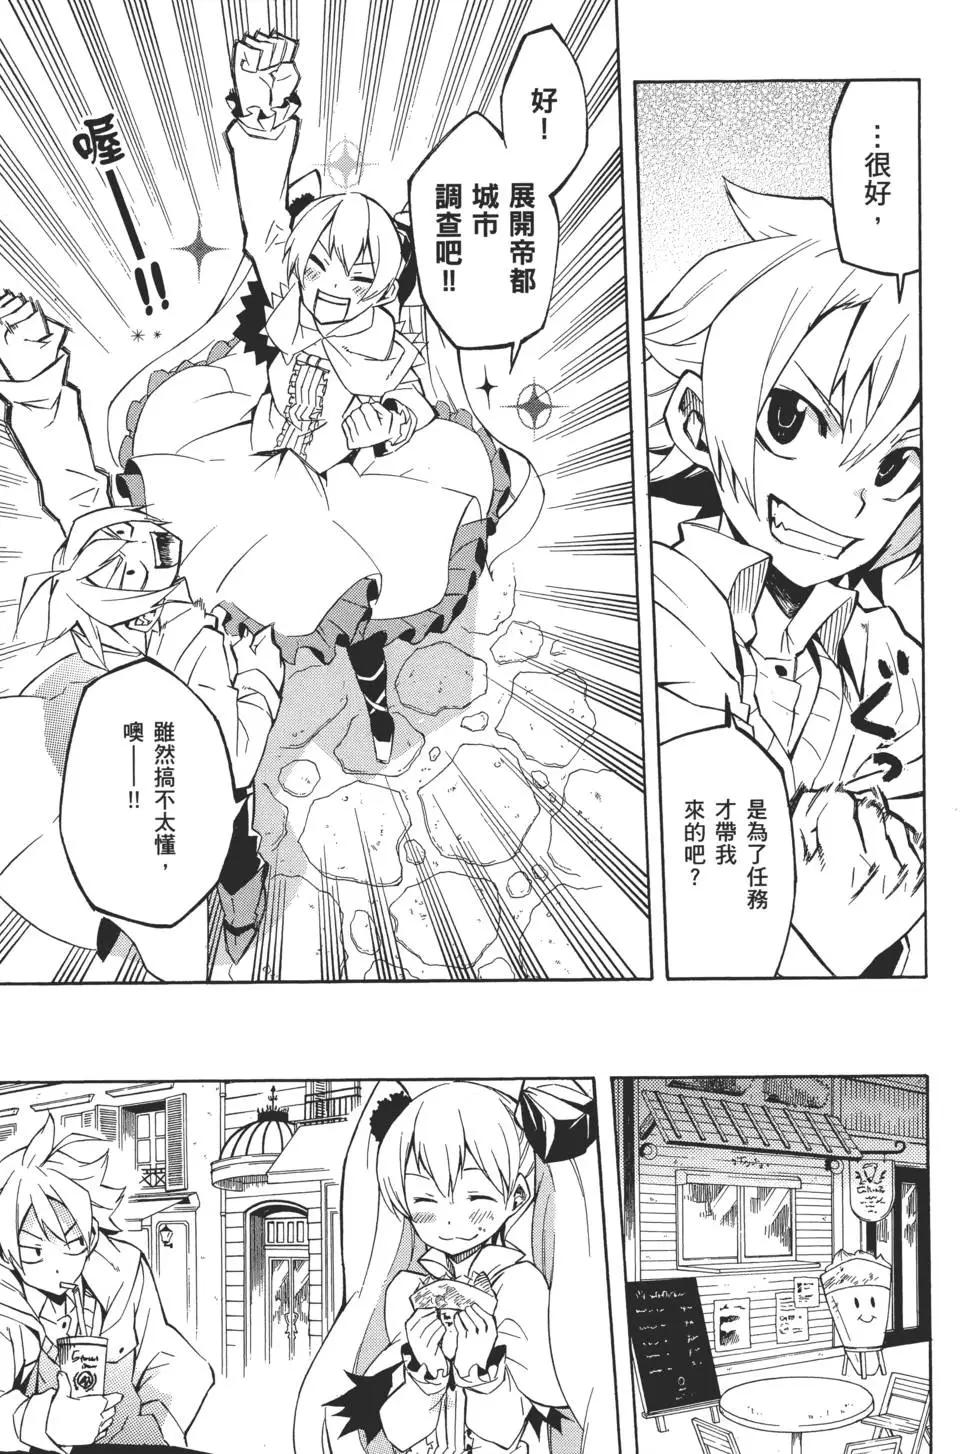 …很好，
是為了任務
才帶我
來的吧？
ぐっ
好！
展開帝都
城市
調查吧!!
喔——!!
雖然搞不太懂，
噢——!!